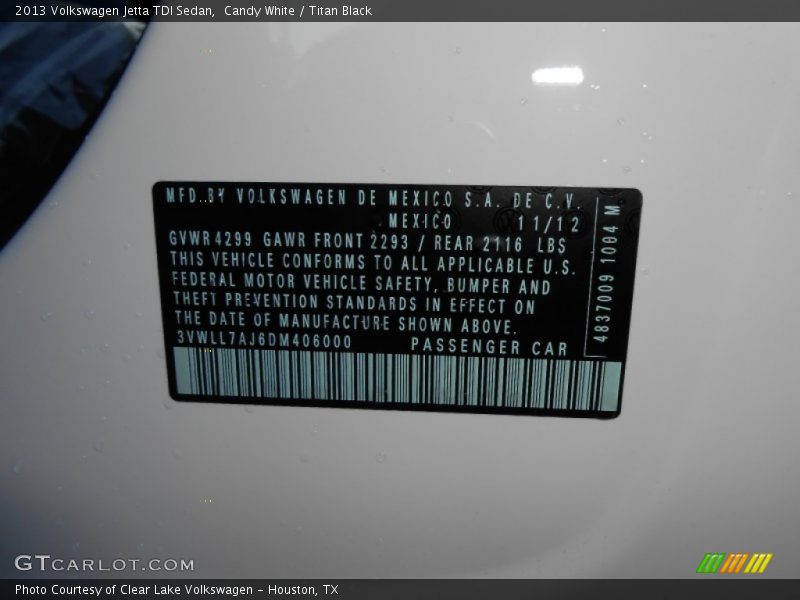 2013 Volkswagen Jetta TDI Sedan,  Candy White / Titan Black
MFD.BY VOLKSWAGEN DE MEXICO S.A. DE C.V.
MEXICO 11/12
GVWR4299 GAWR FRONT 2293 / REAR 2116 LBS
THIS VEHICLE CONFORMS TO ALL APPLICABLE U.S.
FEDERAL MOTOR VEHICLE SAFETY, BUMPER AND
THEFT PREVENTION STANDARDS IN EFFECT ON
THE DATE OF MANUFACTURE SHOWN ABOVE.
3VWLL7AJ6DM406000 PASSENGER CAR
4837009 1004 M
GTCARLOT.COM
Photo Courtesy of Clear Lake Volkswagen – Houston, TX